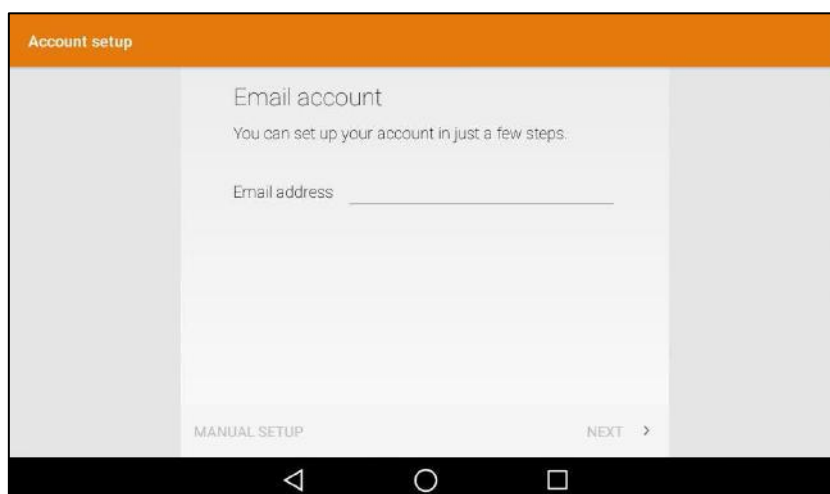 Account setup
Email account
You can set up your account in just a few steps.
Email address
MANUAL SETUP
NEXT